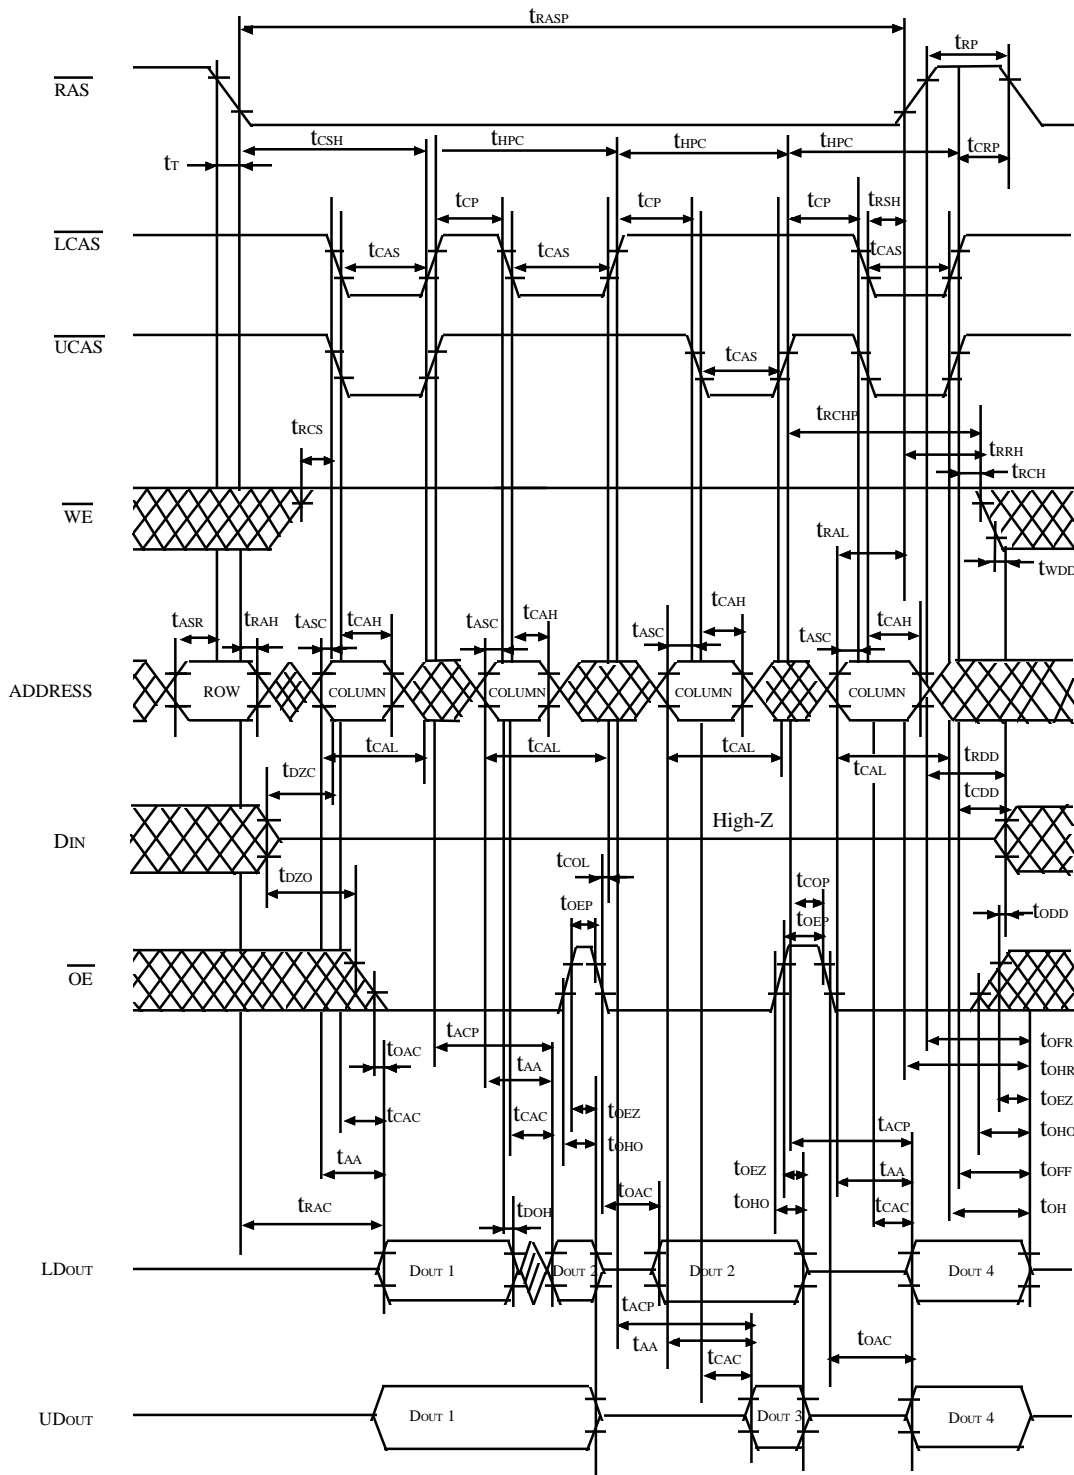 tRASP
tRP
RAS
tCSH
tHPC
tHPC
tHPC
tT
tCRP
tCP
tCP
tCP
tRSH
LCAS
tCAS
tCAS
tCAS
UCAS
tCAS
tRCHP
tRCS
tRRH
tRCH
WE
tRAL
tWDD
tASR
tRAH
tASC
tCAH
tASC
tCAH
tASC
tCAH
tASC
tCAH
ADDRESS
ROW
COLUMN
COLUMN
COLUMN
COLUMN
tCAL
tCAL
tCAL
tCAL
tRDD
tDZC
tCDD
DIN
High-Z
tCOL
tCOP
tDZO
tOEP
tOEP
tODD
OE
tACP
tOFR
tOAC
tAA
tOHR
tOEZ
tOEZ
tCAC
tCAC
tACP
tOHO
tOHO
tAA
tOEZ
tAA
tOFF
tRAC
tDOH
tOAC
tOHO
tCAC
tOH
LDOUT
DOUT 1
DOUT 2
DOUT 2
DOUT 4
tACP
tAA
tOAC
tCAC
UDOUT
DOUT 1
DOUT 3
DOUT 4